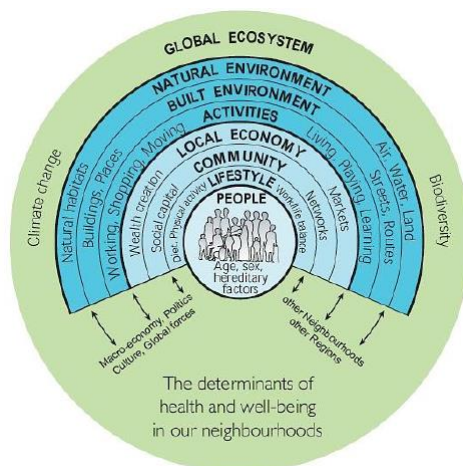 GLOBAL ECOSYSTEM
NATURAL ENVIRONMENT
BUILT ENVIRONMENT
ACTIVITIES
LOCAL ECONOMY
COMMUNITY
LIFESTYLE
PEOPLE
Age, sex,
hereditary
factors
Climate change
Biodiversity
Natural habitats
Air, Water, Land
Buildings, Places
Streets, Routes
Working, Shopping, Moving
Living, Playing, Learning
Wealth creation
Markets
Social capital
Networks
Diet, Physical activity
Work/life balance
Macro-economy, Politics
Culture, Global forces
other Neighbourhoods
other Regions
The determinants of
health and well-being
in our neighbourhoods